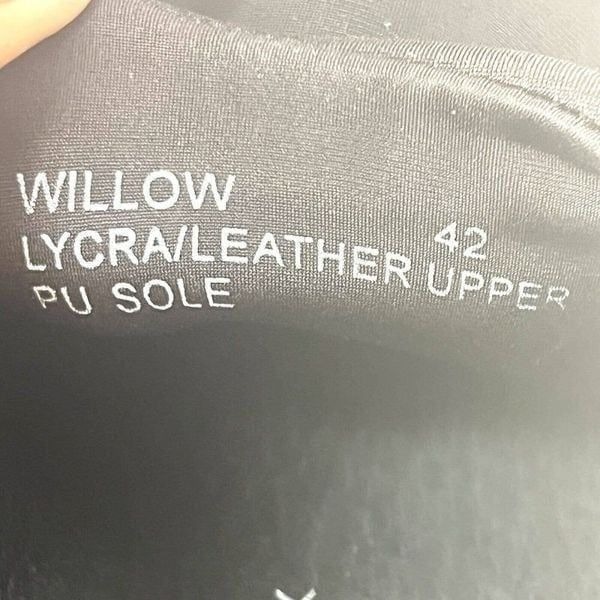 WILLOW
42
LYCRA/LEATHER UPPER
PU SOLE